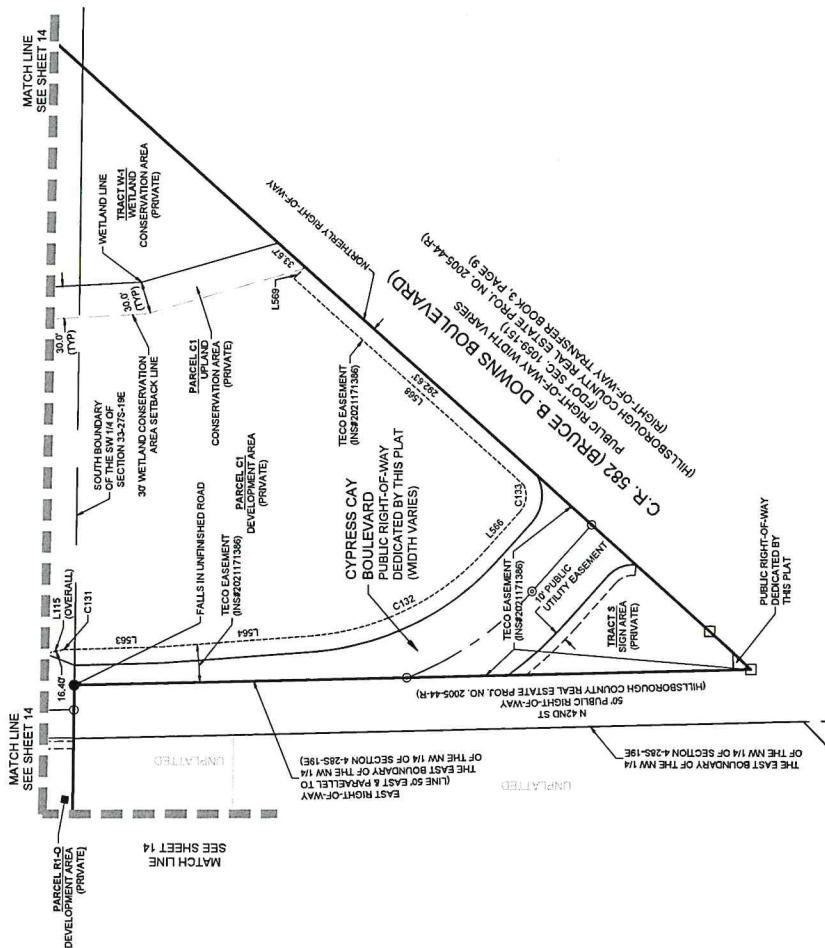 MATCH LINE
SEE SHEET 14
MATCH LINE
SEE SHEET 14
MATCH LINE
SEE SHEET 14
PARCEL R1-O
DEVELOPMENT AREA
(PRIVATE)
16.40'
L115
(OVERALL)
C131
FALLS IN UNFINISHED ROAD
TECO EASEMENT
(INS#2021171386)
SOUTH BOUNDARY
OF THE SW 1/4 OF
SECTION 33-27S-19E
30' WETLAND CONSERVATION
AREA SETBACK LINE
30.0'
(TYP)
30.0'
(TYP)
WETLAND LINE
TRACT W-1
WETLAND
CONSERVATION AREA
(PRIVATE)
PARCEL C1
UPLAND
CONSERVATION AREA
(PRIVATE)
PARCEL C1
DEVELOPMENT AREA
(PRIVATE)
L563
L564
C132
L566
C133
L568
292.63'
L569
33.67'
TECO EASEMENT
(INS#2021171386)
NORTHERLY RIGHT-OF-WAY
C.R. 582 (BRUCE B. DOWNS BOULEVARD)
PUBLIC RIGHT-OF-WAY WIDTH VARIES
(FDOT SEC. 1059-151)
(HILLSBOROUGH COUNTY REAL ESTATE PROJ. NO. 2005-44-R)
(RIGHT-OF-WAY TRANSFER BOOK 3, PAGE 9)
CYPRESS CAY
BOULEVARD
PUBLIC RIGHT-OF-WAY
DEDICATED BY THIS PLAT
(WIDTH VARIES)
TECO EASEMENT
(INS#2021171386)
10' PUBLIC
UTILITY EASEMENT
TRACT S
SIGN AREA
(PRIVATE)
PUBLIC RIGHT-OF-WAY
DEDICATED BY
THIS PLAT
N 42ND ST
50' PUBLIC RIGHT-OF-WAY
(HILLSBOROUGH COUNTY REAL ESTATE PROJ. NO. 2005-44-R)
EAST RIGHT-OF-WAY
(LINE 50' EAST & PARAELLEL TO
THE EAST BOUNDARY OF THE NW 1/4
OF THE NW 1/4 OF SECTION 4-28S-19E)
THE EAST BOUNDARY OF THE NW 1/4
OF THE NW 1/4 OF SECTION 4-28S-19E
UNPLATTED
UNPLATTED